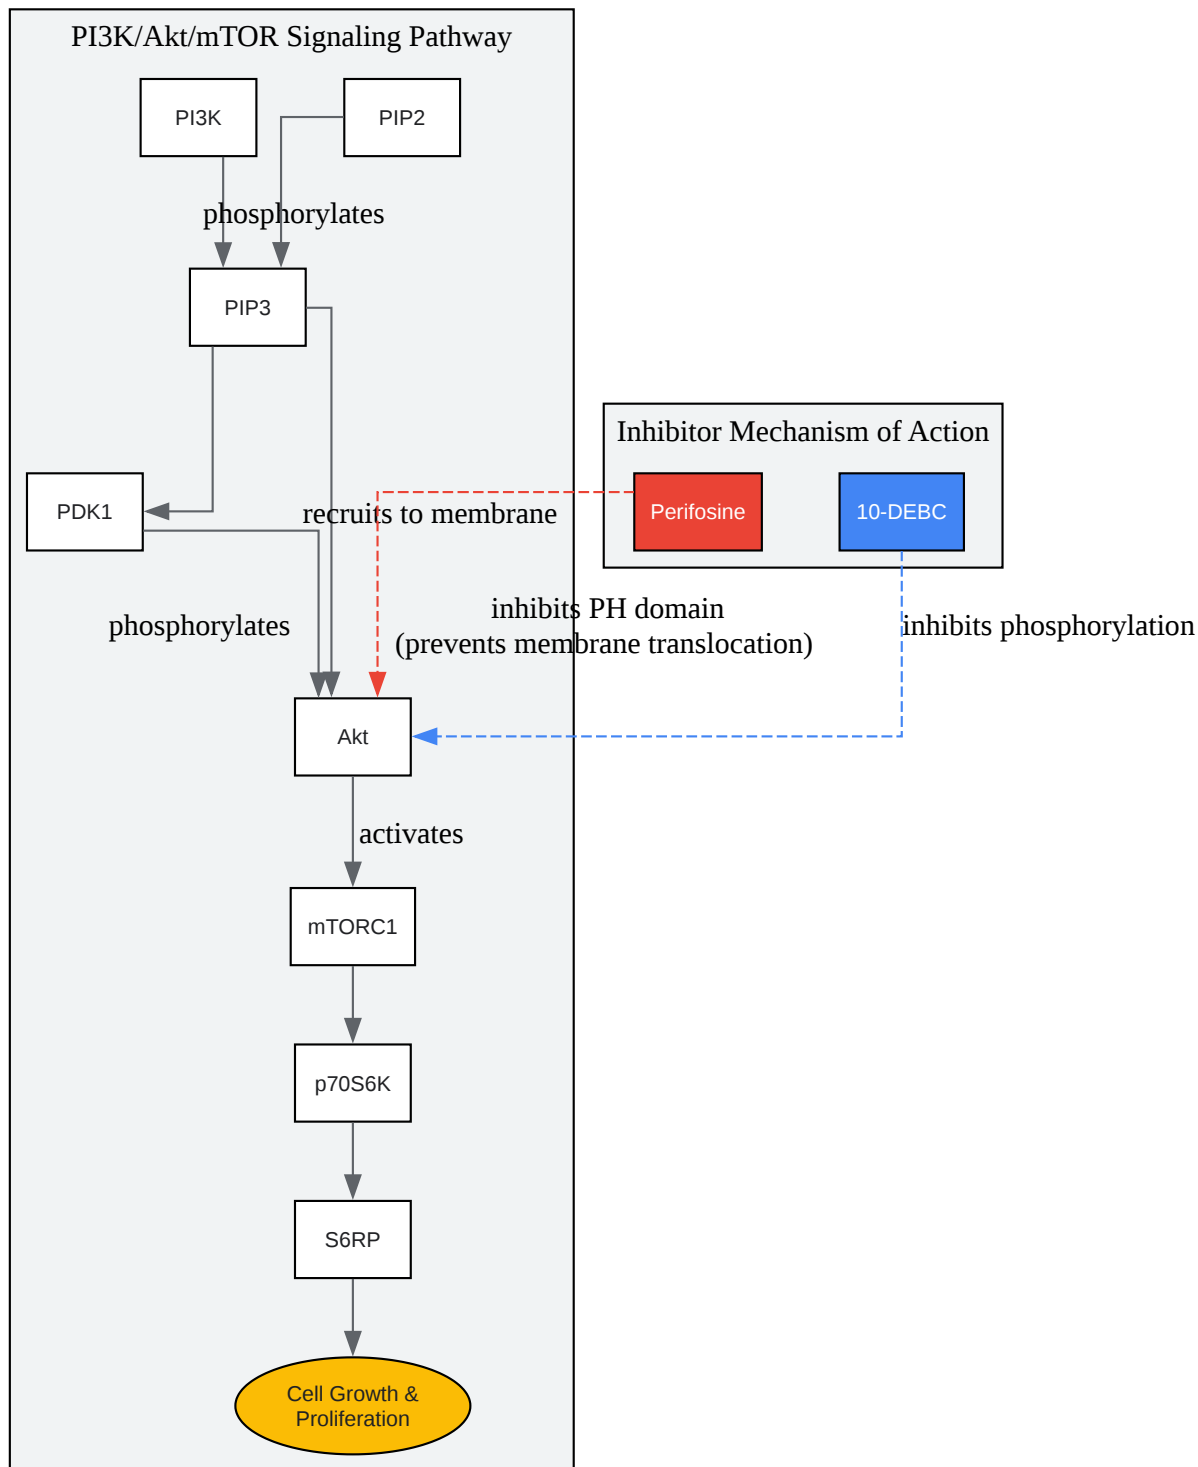 PI3K/Akt/mTOR Signaling Pathway
PI3K
PIP2
phosphorylates
PIP3
Inhibitor Mechanism of Action
PDK1
recruits to membrane
Perifosine
10-DEBC
phosphorylates
inhibits PH domain
(prevents membrane translocation)
inhibits phosphorylation
Akt
activates
mTORC1
p70S6K
S6RP
Cell Growth &
Proliferation